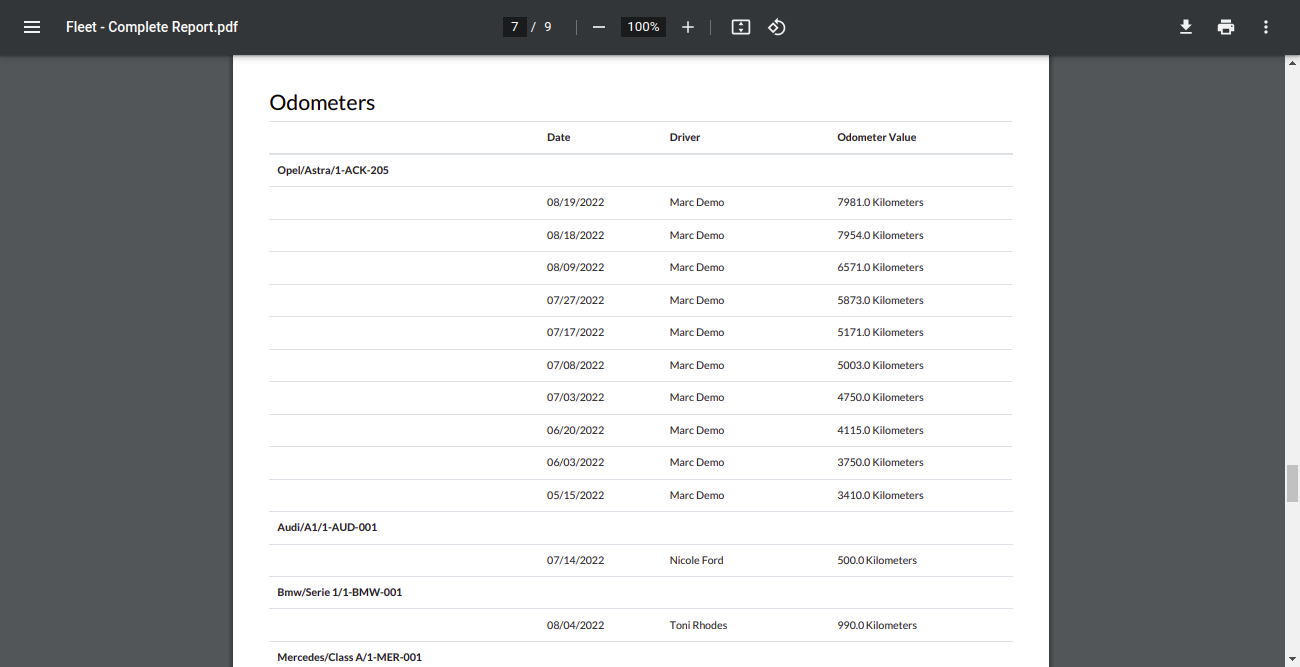 Fleet - Complete Report.pdf
7 / 9
100%
Odometers
Date Driver Odometer Value
Opel/Astra/1-ACK-205
08/19/2022 Marc Demo 7981.0 Kilometers
08/18/2022 Marc Demo 7954.0 Kilometers
08/09/2022 Marc Demo 6571.0 Kilometers
07/27/2022 Marc Demo 5873.0 Kilometers
07/17/2022 Marc Demo 5171.0 Kilometers
07/08/2022 Marc Demo 5003.0 Kilometers
07/03/2022 Marc Demo 4750.0 Kilometers
06/20/2022 Marc Demo 4115.0 Kilometers
06/03/2022 Marc Demo 3750.0 Kilometers
05/15/2022 Marc Demo 3410.0 Kilometers
Audi/A1/1-AUD-001
07/14/2022 Nicole Ford 500.0 Kilometers
Bmw/Serie 1/1-BMW-001
08/04/2022 Toni Rhodes 990.0 Kilometers
Mercedes/Class A/1-MER-001